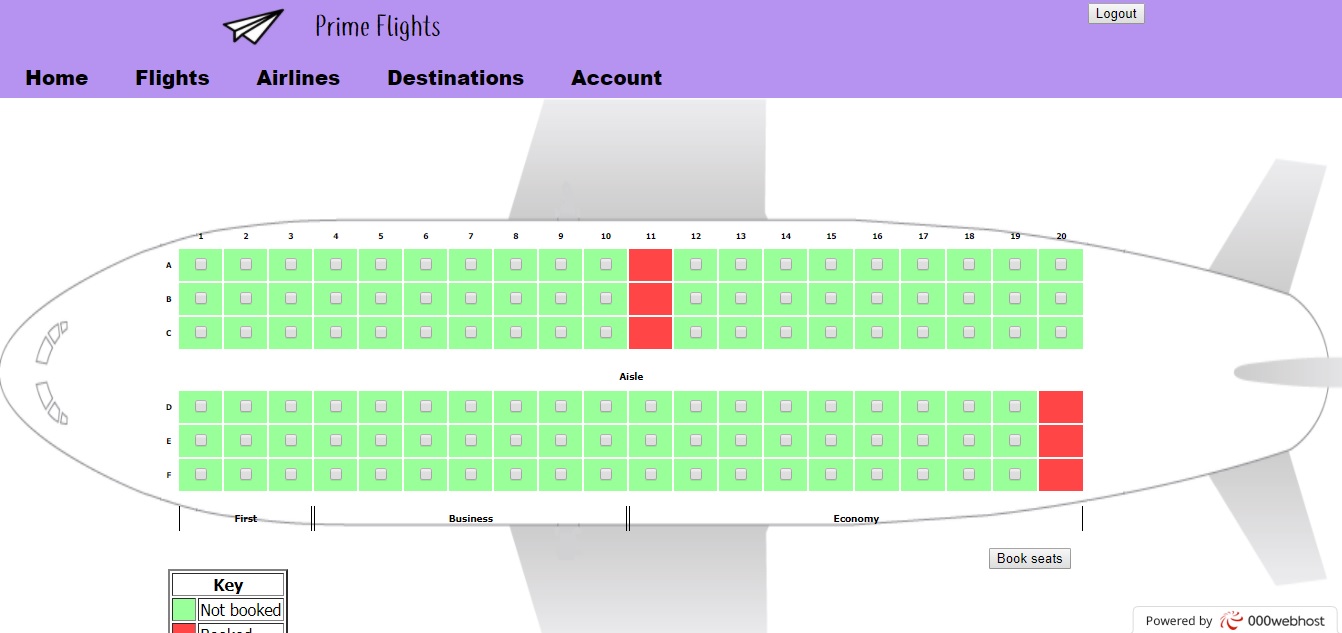 Prime Flights
Logout
Home Flights Airlines Destinations Account
1 2 3 4 5 6 7 8 9 10 11 12 13 14 15 16 17 18 19 20
A
B
C
Aisle
D
E
F
First Business Economy
Book seats
Key
Not booked
Booked
Powered by 000webhost